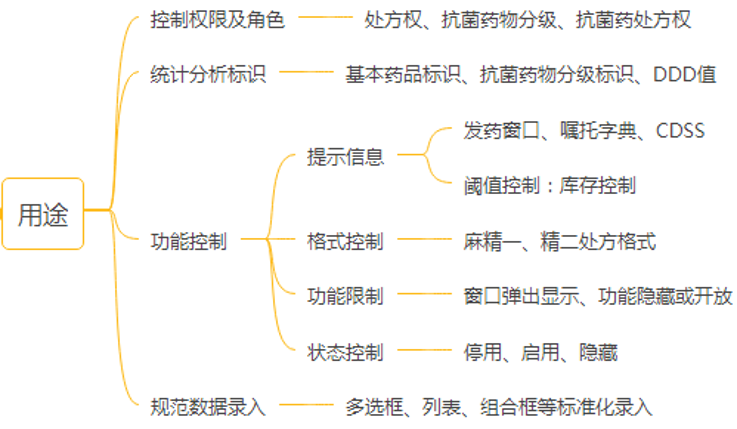 控制权限及角色
处方权、抗菌药物分级、抗菌药处方权
统计分析标识
基本药品标识、抗菌药物分级标识、DDD值
用途
功能控制
提示信息
发药窗口、嘱托字典、CDSS
阈值控制：库存控制
格式控制
麻精一、精二处方格式
功能限制
窗口弹出显示、功能隐藏或开放
状态控制
停用、启用、隐藏
规范数据录入
多选框、列表、组合框等标准化录入